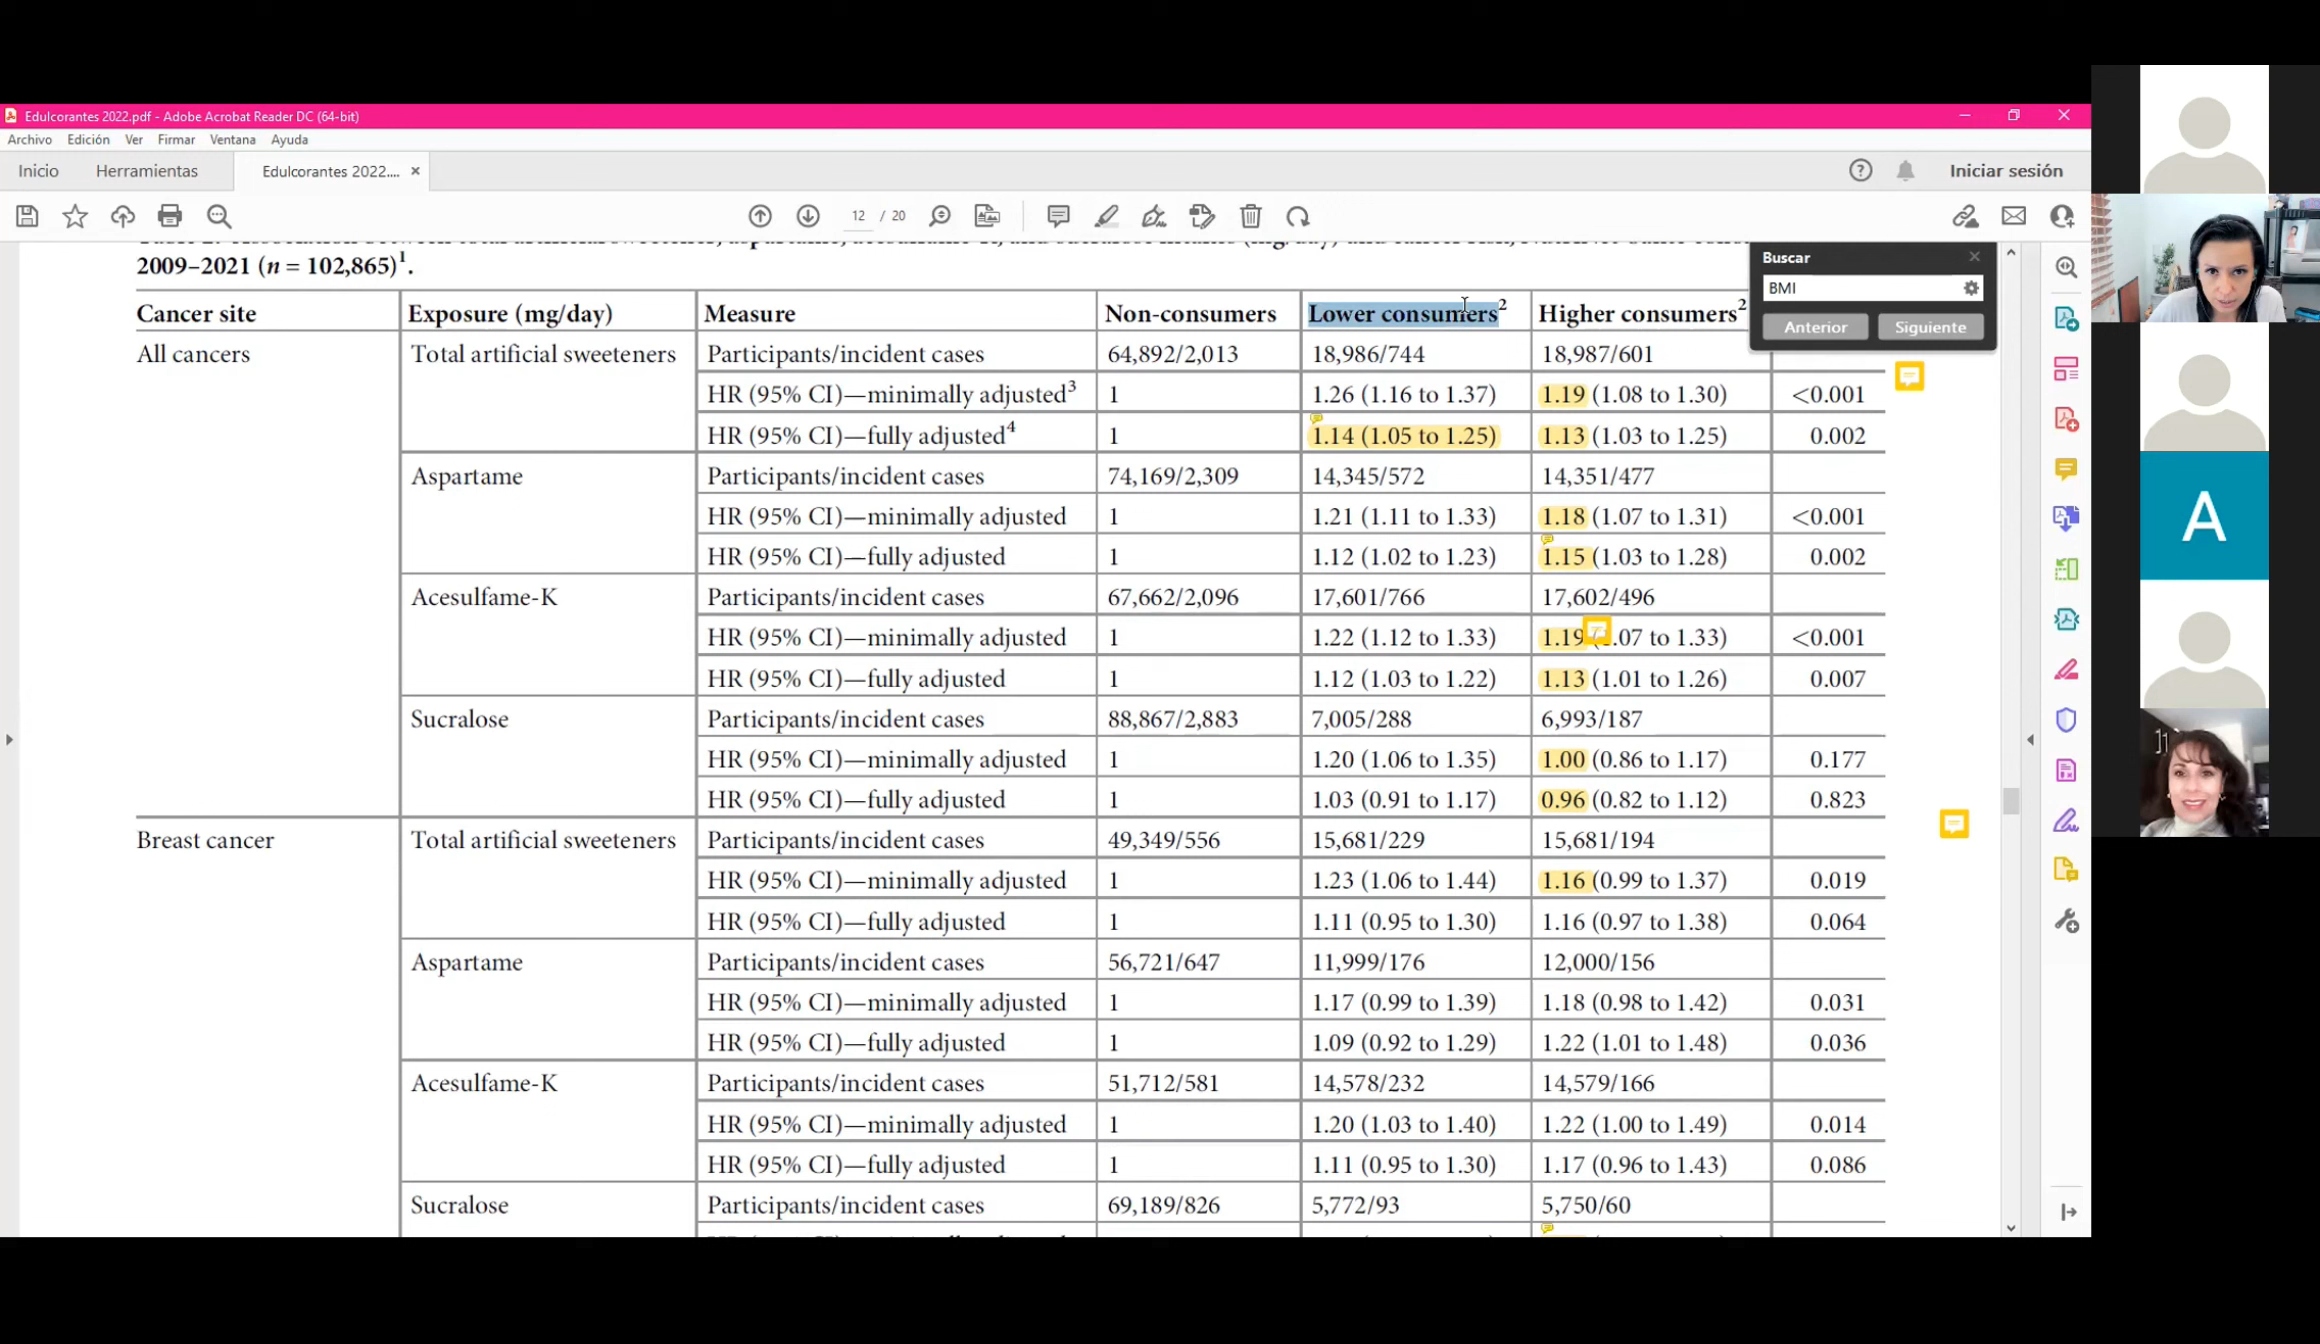 Edulcorantes 2022.pdf - Adobe Acrobat Reader DC (64-bit)
Archivo Edición Ver Firmar Ventana Ayuda
Inicio Herramientas Edulcorantes 2022.... × Iniciar sesión
12 / 20
2009–2021 (n = 102,865)1.
Buscar
BMI
Anterior Siguiente
Cancer site Exposure (mg/day) Measure Non-consumers Lower consumers2 Higher consumers2
All cancers Total artificial sweeteners Participants/incident cases 64,892/2,013 18,986/744 18,987/601
HR (95% CI)—minimally adjusted3 1 1.26 (1.16 to 1.37) 1.19 (1.08 to 1.30) <0.001
HR (95% CI)—fully adjusted4 1 1.14 (1.05 to 1.25) 1.13 (1.03 to 1.25) 0.002
Aspartame Participants/incident cases 74,169/2,309 14,345/572 14,351/477
HR (95% CI)—minimally adjusted 1 1.21 (1.11 to 1.33) 1.18 (1.07 to 1.31) <0.001
HR (95% CI)—fully adjusted 1 1.12 (1.02 to 1.23) 1.15 (1.03 to 1.28) 0.002
Acesulfame-K Participants/incident cases 67,662/2,096 17,601/766 17,602/496
HR (95% CI)—minimally adjusted 1 1.22 (1.12 to 1.33) 1.19 .07 to 1.33) <0.001
HR (95% CI)—fully adjusted 1 1.12 (1.03 to 1.22) 1.13 (1.01 to 1.26) 0.007
Sucralose Participants/incident cases 88,867/2,883 7,005/288 6,993/187
HR (95% CI)—minimally adjusted 1 1.20 (1.06 to 1.35) 1.00 (0.86 to 1.17) 0.177
HR (95% CI)—fully adjusted 1 1.03 (0.91 to 1.17) 0.96 (0.82 to 1.12) 0.823
Breast cancer Total artificial sweeteners Participants/incident cases 49,349/556 15,681/229 15,681/194
HR (95% CI)—minimally adjusted 1 1.23 (1.06 to 1.44) 1.16 (0.99 to 1.37) 0.019
HR (95% CI)—fully adjusted 1 1.11 (0.95 to 1.30) 1.16 (0.97 to 1.38) 0.064
Aspartame Participants/incident cases 56,721/647 11,999/176 12,000/156
HR (95% CI)—minimally adjusted 1 1.17 (0.99 to 1.39) 1.18 (0.98 to 1.42) 0.031
HR (95% CI)—fully adjusted 1 1.09 (0.92 to 1.29) 1.22 (1.01 to 1.48) 0.036
Acesulfame-K Participants/incident cases 51,712/581 14,578/232 14,579/166
HR (95% CI)—minimally adjusted 1 1.20 (1.03 to 1.40) 1.22 (1.00 to 1.49) 0.014
HR (95% CI)—fully adjusted 1 1.11 (0.95 to 1.30) 1.17 (0.96 to 1.43) 0.086
Sucralose Participants/incident cases 69,189/826 5,772/93 5,750/60
A